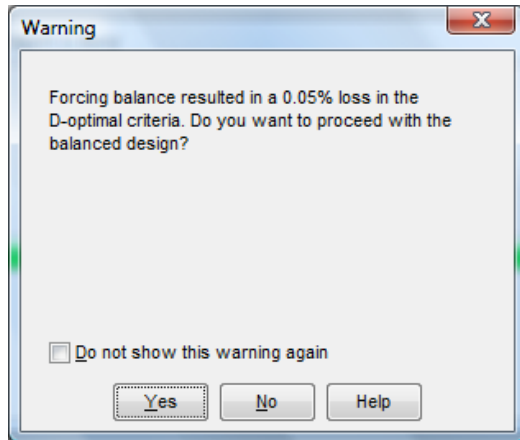 Warning
Forcing balance resulted in a 0.05% loss in the
D-optimal criteria. Do you want to proceed with the
balanced design?
Do not show this warning again
Yes No Help